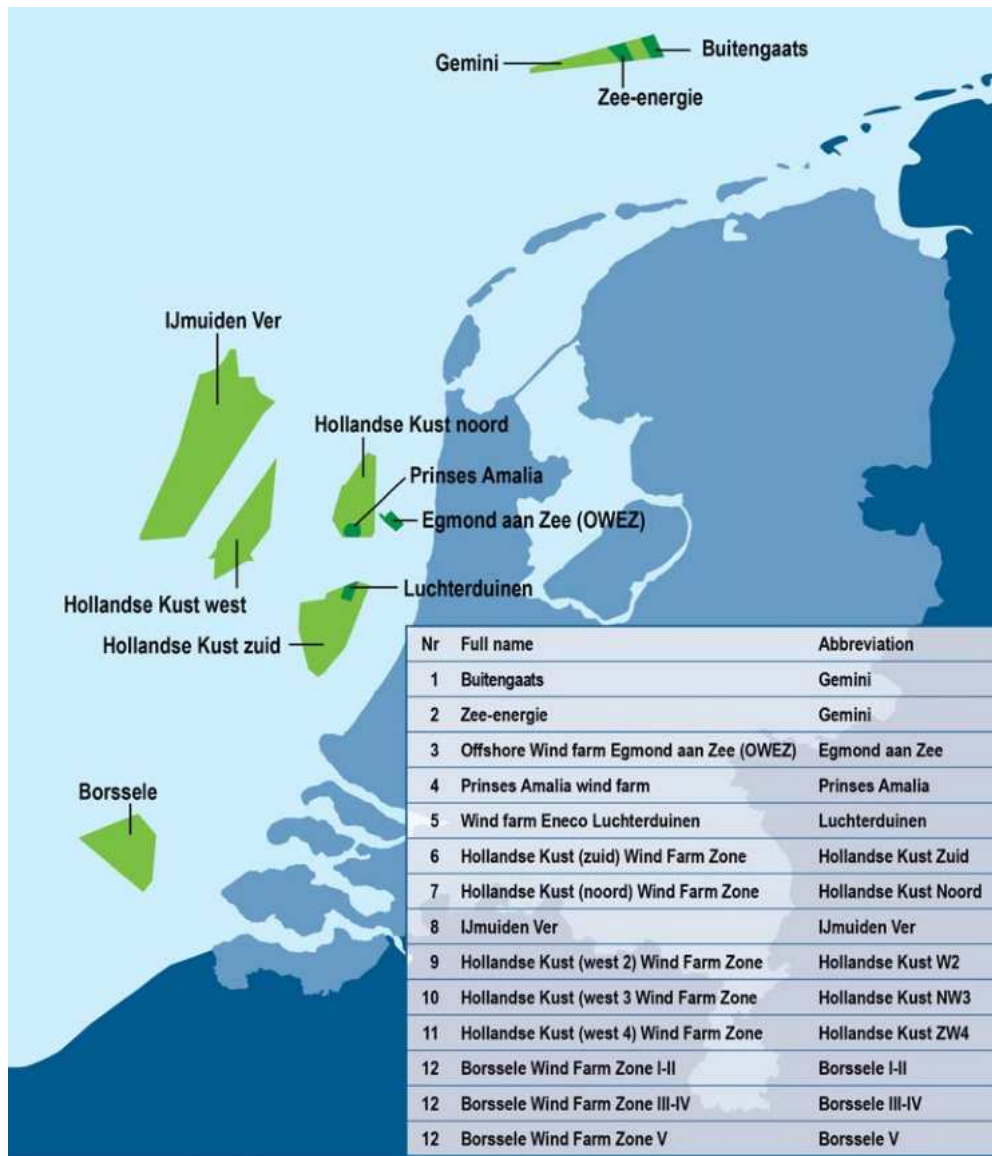 Gemini
Buitengaats
Zee-energie
IJmuiden Ver
Hollandse Kust noord
Prinses Amalia
Egmond aan Zee (OWEZ)
Luchterduinen
Hollandse Kust west
Hollandse Kust zuid
Borssele
Nr Full name Abbreviation
1 Buitengaats Gemini
2 Zee-energie Gemini
3 Offshore Wind farm Egmond aan Zee (OWEZ) Egmond aan Zee
4 Prinses Amalia wind farm Prinses Amalia
5 Wind farm Eneco Luchterduinen Luchterduinen
6 Hollandse Kust (zuid) Wind Farm Zone Hollandse Kust Zuid
7 Hollandse Kust (noord) Wind Farm Zone Hollandse Kust Noord
8 IJmuiden Ver IJmuiden Ver
9 Hollandse Kust (west 2) Wind Farm Zone Hollandse Kust W2
10 Hollandse Kust (west 3 Wind Farm Zone Hollandse Kust NW3
11 Hollandse Kust (west 4) Wind Farm Zone Hollandse Kust ZW4
12 Borssele Wind Farm Zone I-II Borssele I-II
12 Borssele Wind Farm Zone III-IV Borssele III-IV
12 Borssele Wind Farm Zone V Borssele V